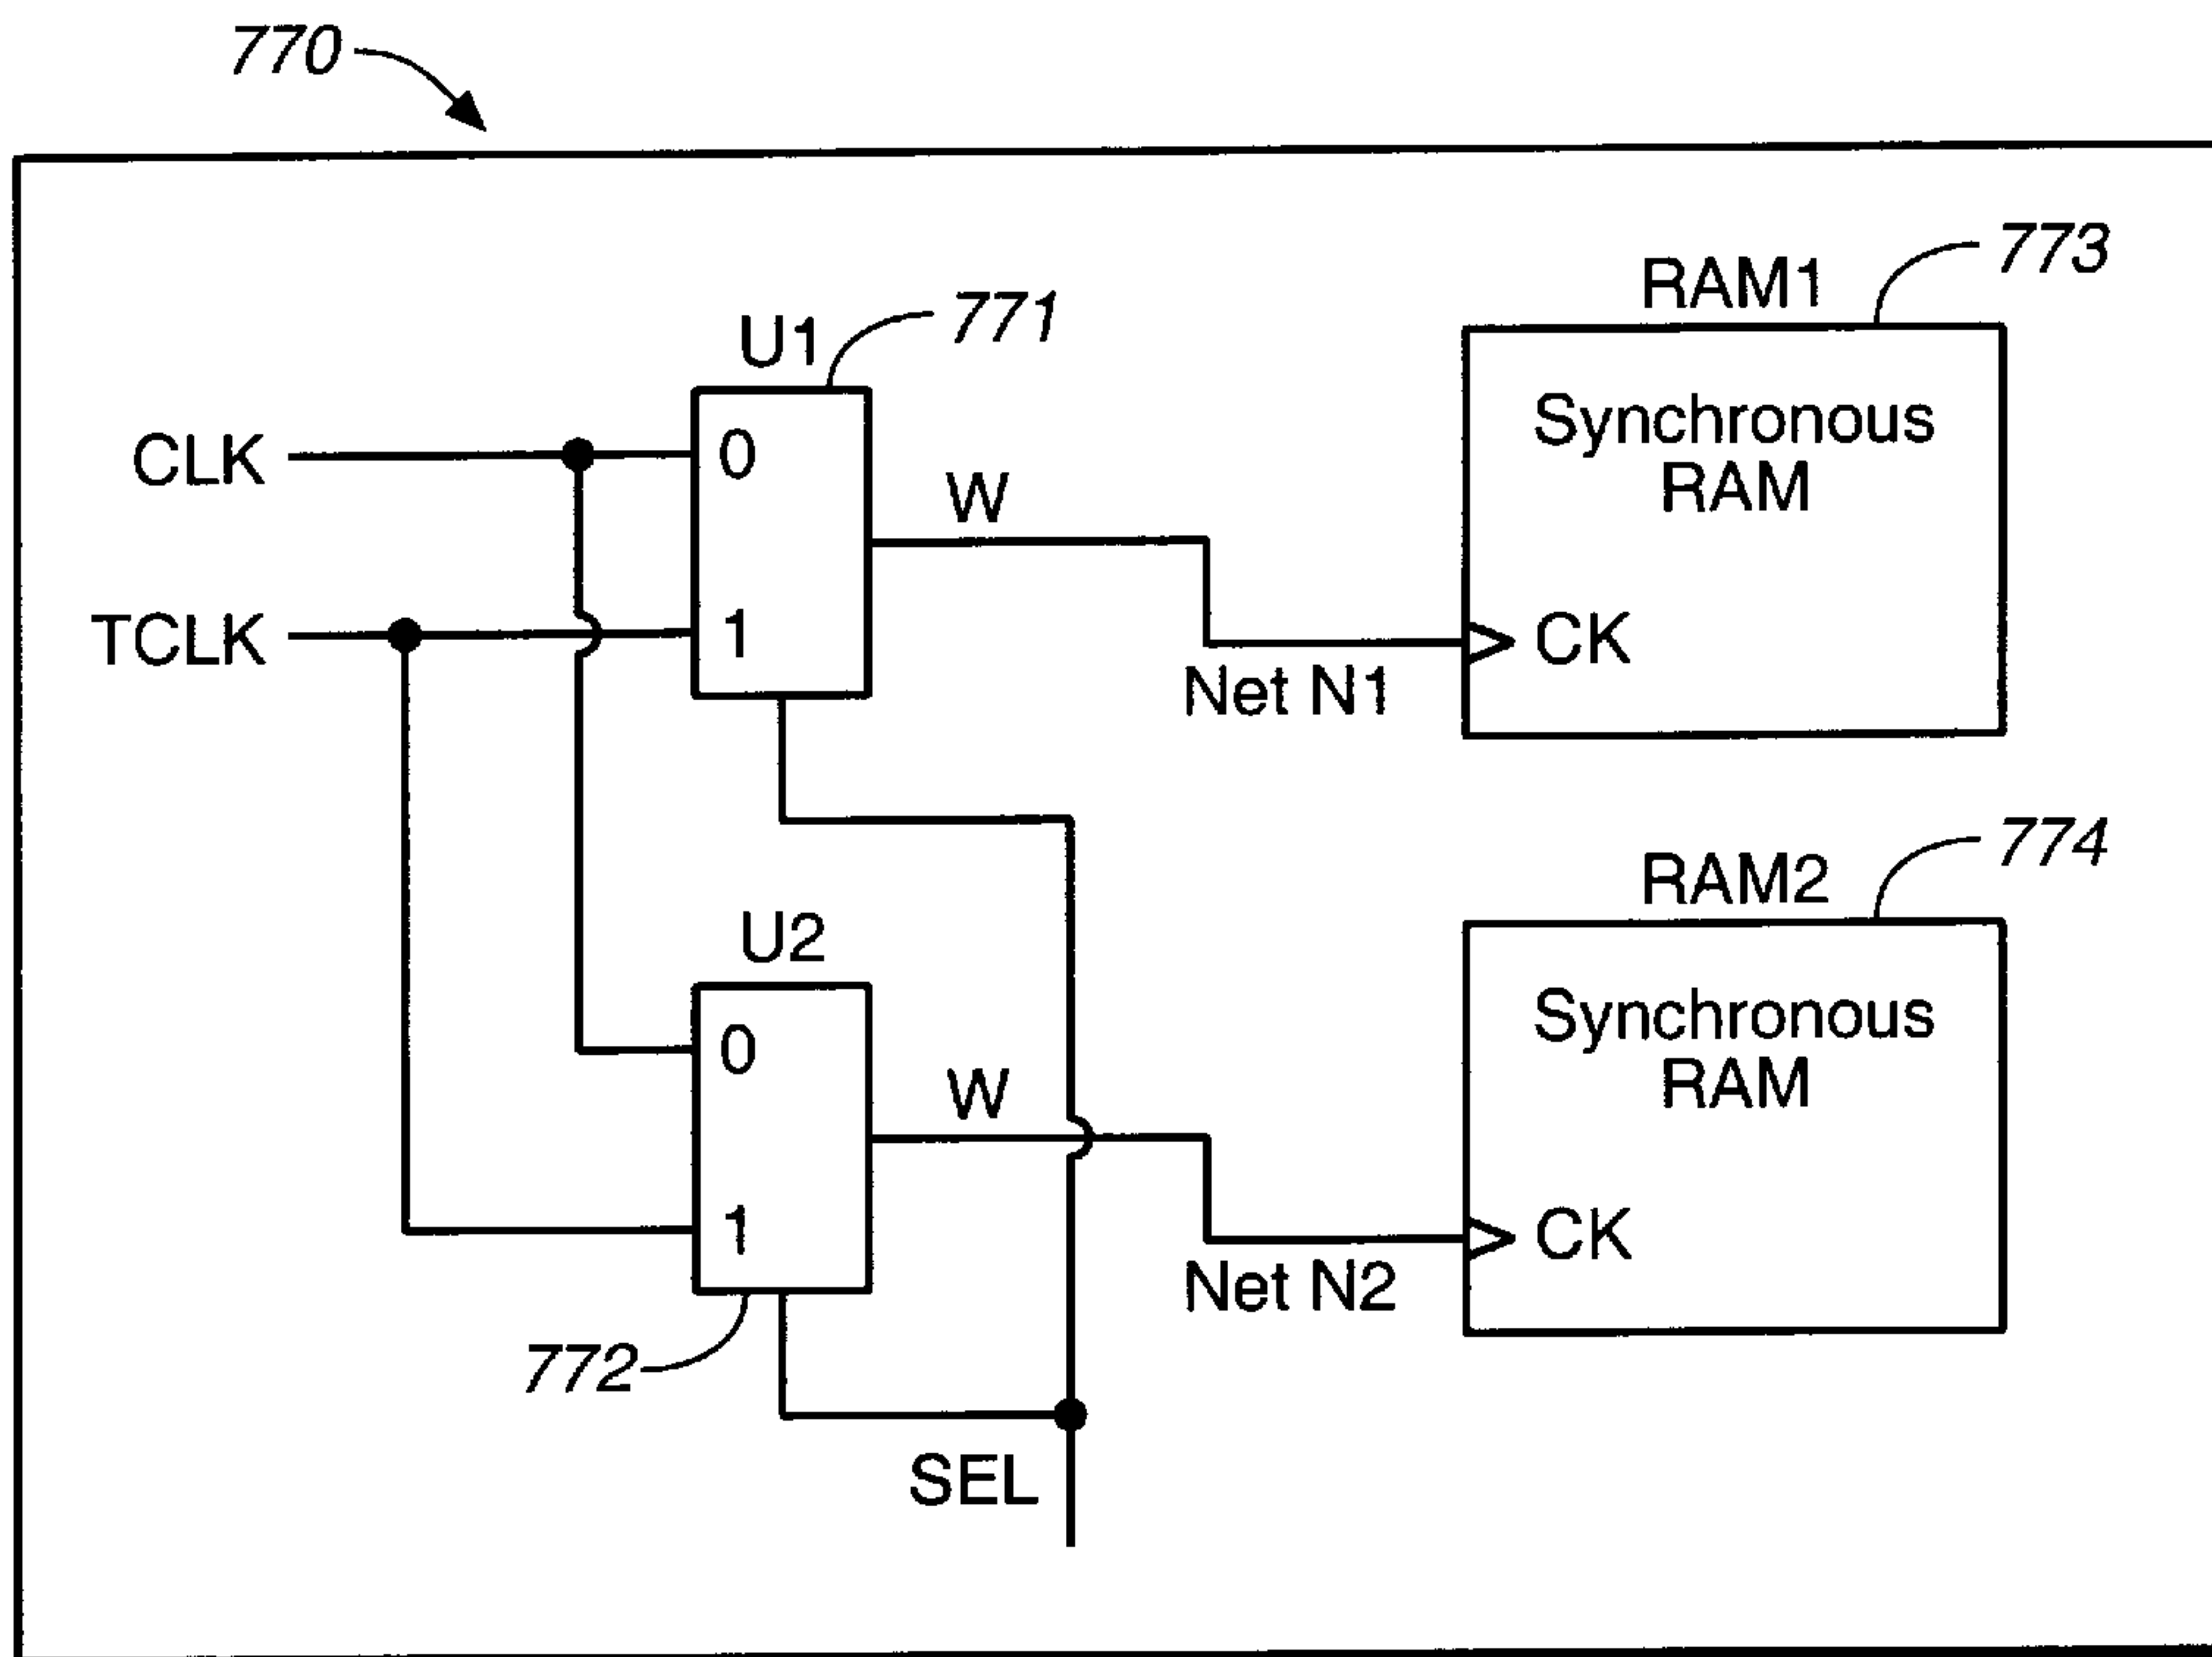 770
773
RAM1
771
U1
Synchronous
RAM
CLK
0
W
TCLK
1
CK
Net N1
774
RAM2
U2
Synchronous
RAM
0
W
1
CK
Net N2
772
SEL